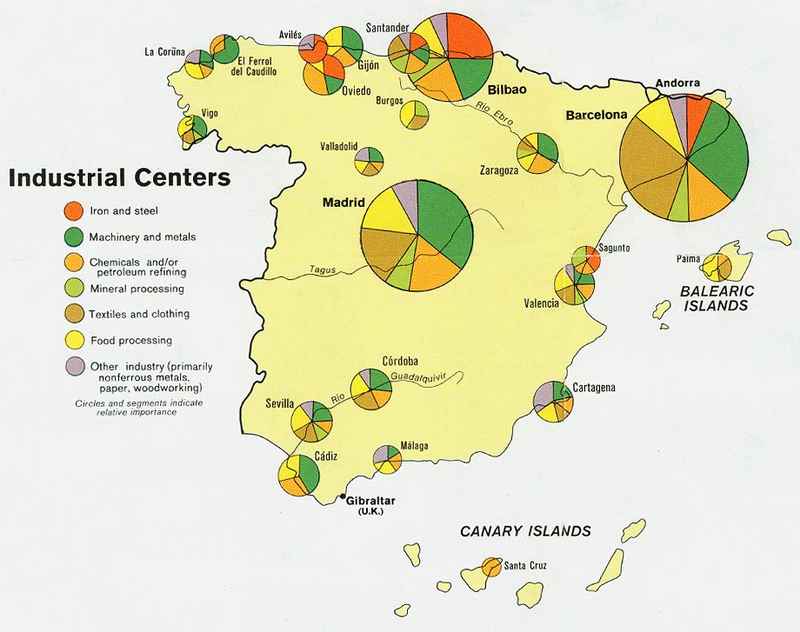 Santander
Avilés
La Coruña
El Ferrol
del Caudillo
Gijón
Oviedo
Bilbao
Andorra
Burgos
Rio Ebro
Barcelona
Vigo
Valladolid
Zaragoza
Industrial Centers
Iron and steel
Machinery and metals
Chemicals and/or
petroleum refining
Mineral processing
Textiles and clothing
Food processing
Other industry (primarily
nonferrous metals,
paper, woodworking)
Circles and segments indicate
relative importance
Madrid
Tagus
Sagunto
Valencia
Palma
BALEARIC
ISLANDS
Córdoba
Rio Guadalquivir
Sevilla
Cartagena
Málaga
Cádiz
Gibraltar
(U.K.)
CANARY ISLANDS
Santa Cruz